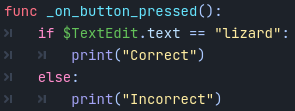 func _on_button_pressed():
if $TextEdit.text == "lizard":
print("Correct")
else:
print("Incorrect")